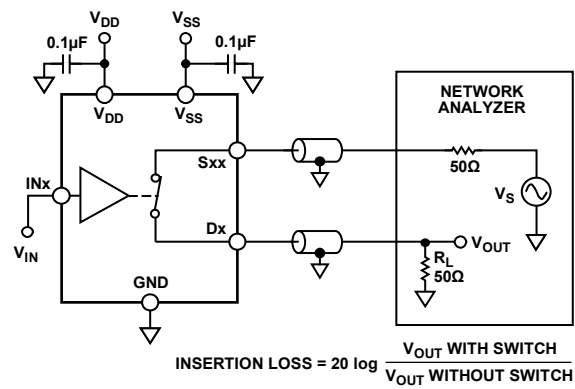 VDD VSS
0.1µF 0.1µF
VDD VSS
NETWORK
ANALYZER
Sxx
50Ω
INx
VS
Dx
VOUT
VIN
RL
50Ω
GND
INSERTION LOSS = 20 log VOUT WITH SWITCH
VOUT WITHOUT SWITCH